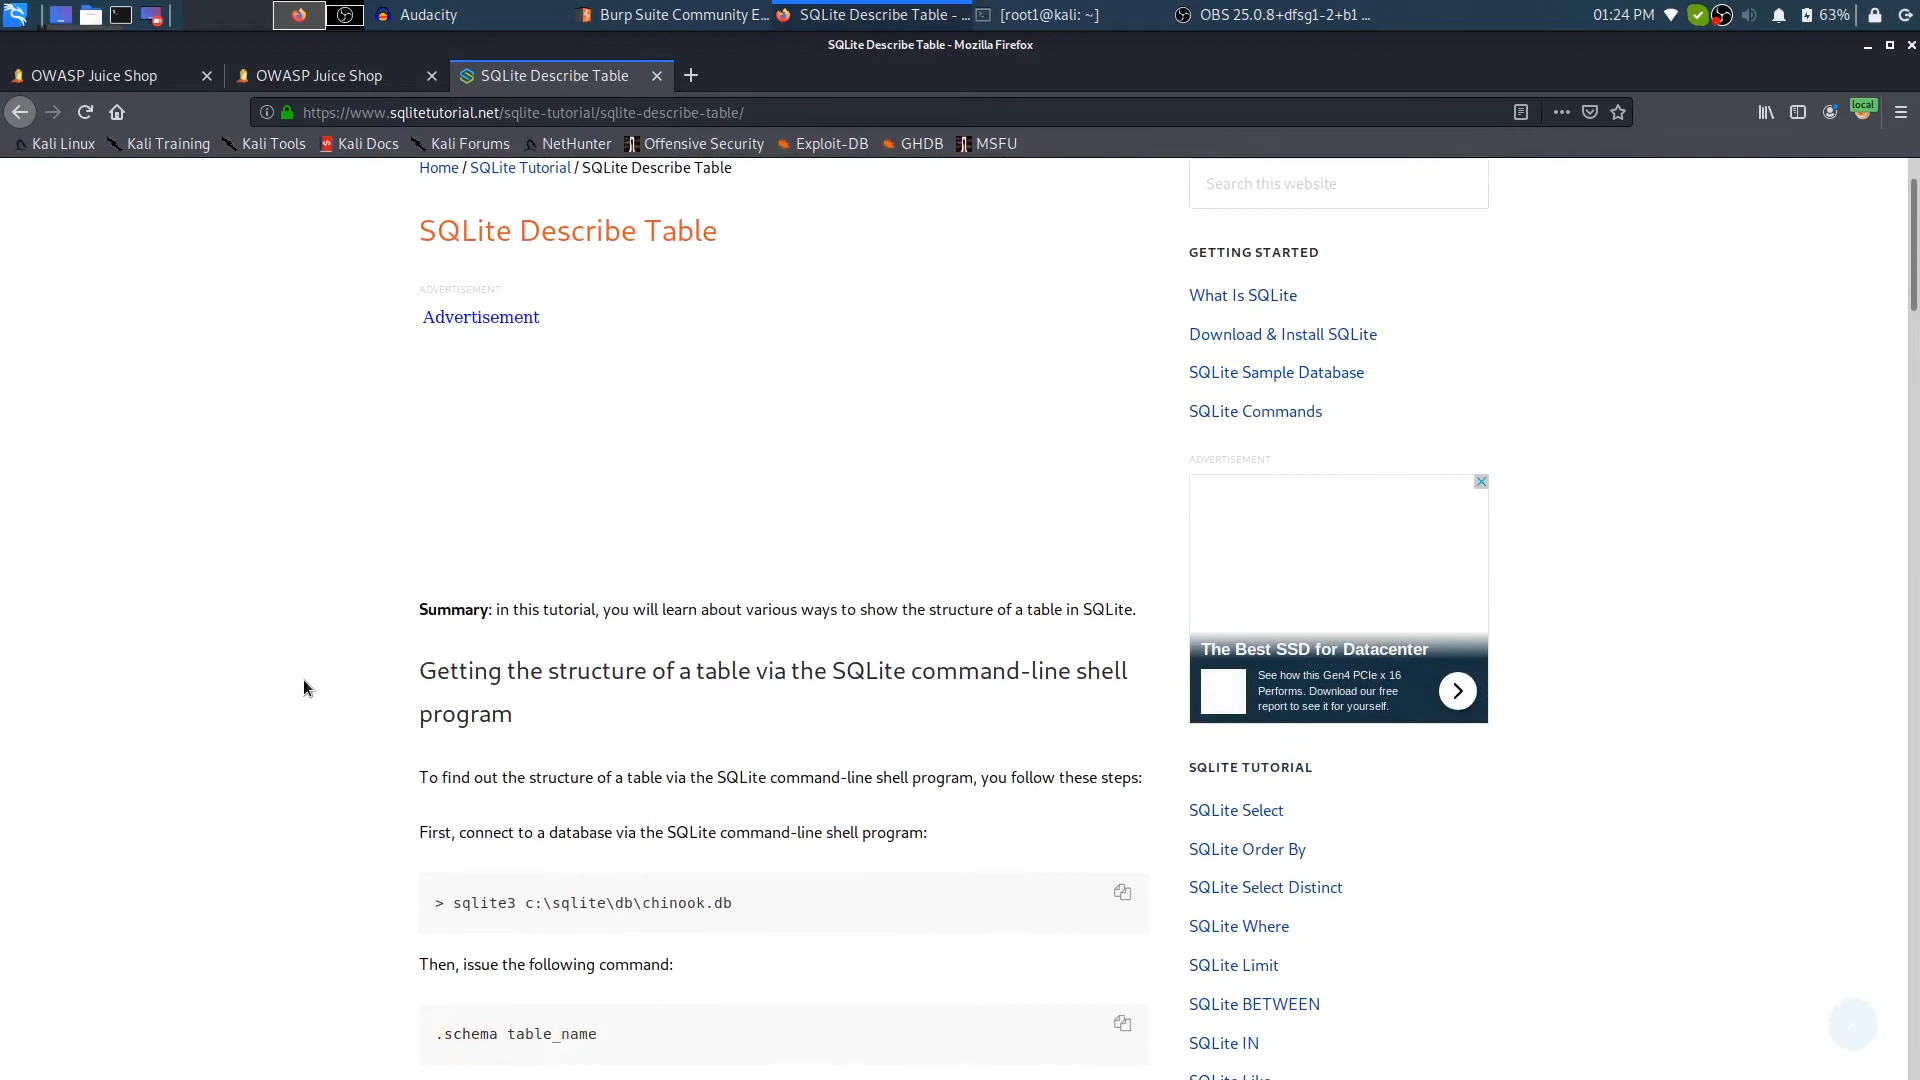 Audacity
Burp Suite Community E...
SQLite Describe Table - ...
[root1@kali: ~]
OBS 25.0.8+dfsg1-2+b1 ...
01:24 PM
63%
SQLite Describe Table - Mozilla Firefox
OWASP Juice Shop
OWASP Juice Shop
SQLite Describe Table
https://www.sqlitetutorial.net/sqlite-tutorial/sqlite-describe-table/
local
Kali Linux
Kali Training
Kali Tools
Kali Docs
Kali Forums
NetHunter
Offensive Security
Exploit-DB
GHDB
MSFU
Home / SQLite Tutorial / SQLite Describe Table
SQLite Describe Table
ADVERTISEMENT
Advertisement
Summary: in this tutorial, you will learn about various ways to show the structure of a table in SQLite.
Getting the structure of a table via the SQLite command-line shell
program
To find out the structure of a table via the SQLite command-line shell program, you follow these steps:
First, connect to a database via the SQLite command-line shell program:
> sqlite3 c:\sqlite\db\chinook.db
Then, issue the following command:
.schema table_name
Search this website
GETTING STARTED
What Is SQLite
Download & Install SQLite
SQLite Sample Database
SQLite Commands
ADVERTISEMENT
The Best SSD for Datacenter
See how this Gen4 PCIe x 16
Performs. Download our free
report to see it for yourself.
SQLITE TUTORIAL
SQLite Select
SQLite Order By
SQLite Select Distinct
SQLite Where
SQLite Limit
SQLite BETWEEN
SQLite IN
SQLite Like